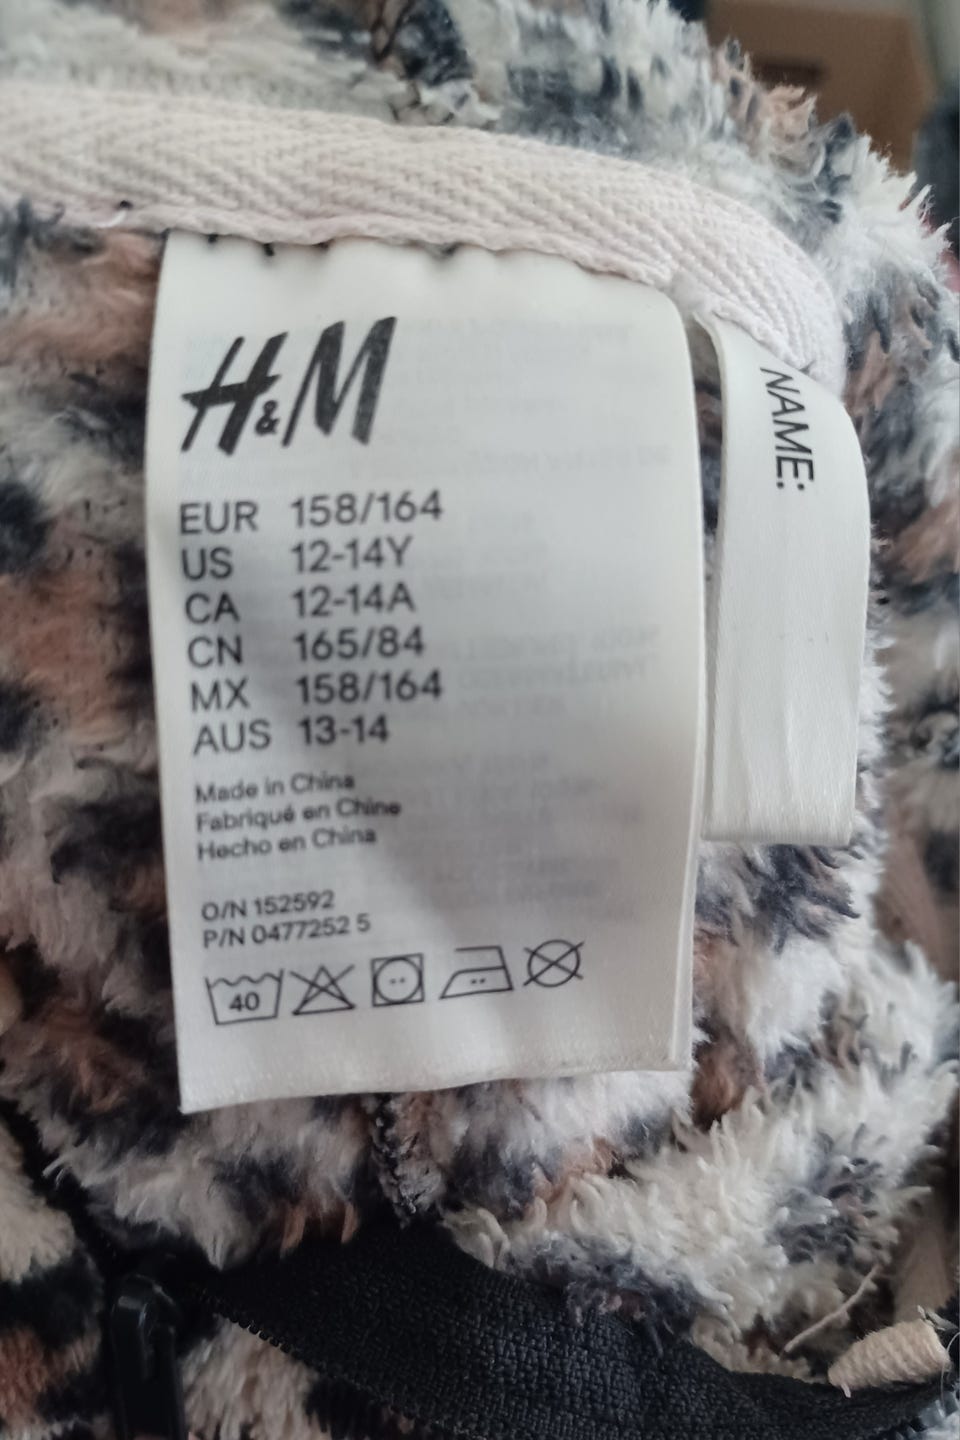 H&M
EUR 158/164
US 12-14Y
CA 12-14A
CN 165/84
MX 158/164
AUS 13-14
Made in China
Fabriqué en Chine
Hecho en China
O/N 152592
P/N 0477252 5
40
NAME: